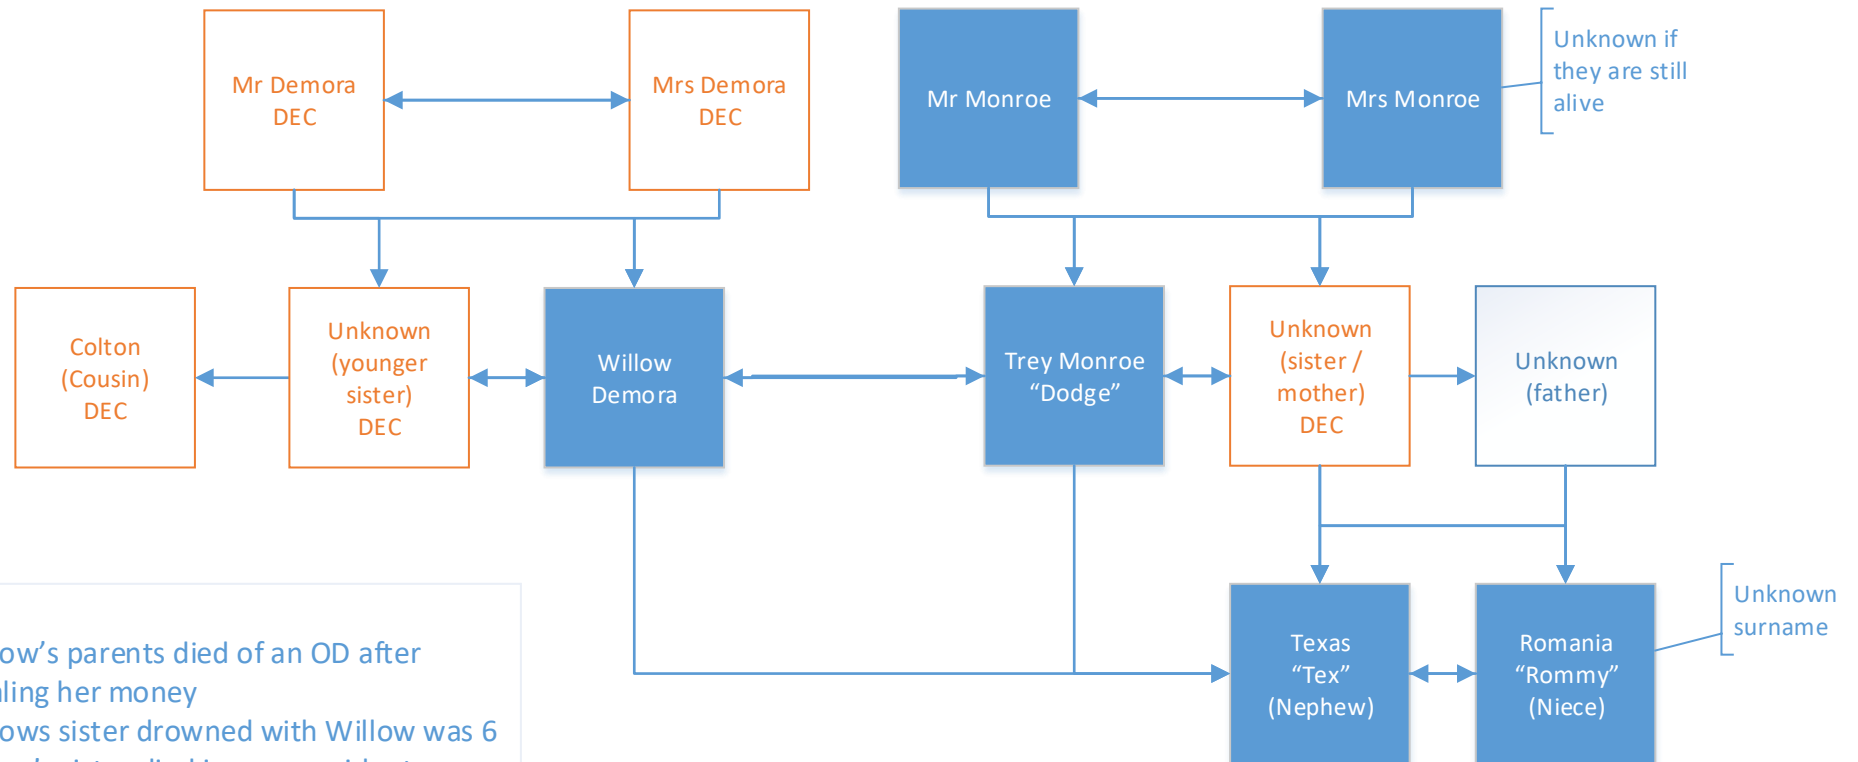 Mr Demora
DEC
Mrs Demora
DEC
Mr Monroe
Mrs Monroe
Unknown if
they are still
alive
Colton
(Cousin)
DEC
Unknown
(younger
sister)
DEC
Willow
Demora
Trey Monroe
“Dodge”
Unknown
(sister /
mother)
DEC
Unknown
(father)
Texas
“Tex”
(Nephew)
Romania
“Rommy”
(Niece)
Unknown
surname
ow’s parents died of an OD after
ling her money
ows sister drowned with Willow was 6